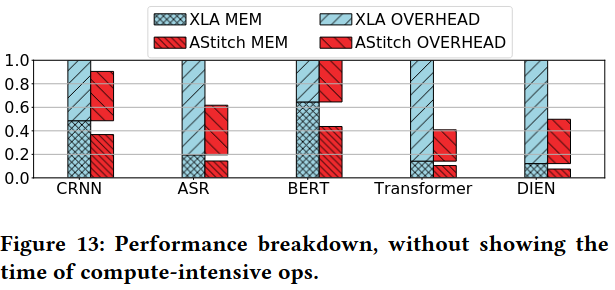 XLA MEM XLA OVERHEAD
AStitch MEM AStitch OVERHEAD
1.0
0.8
0.6
0.4
0.2
0.0
CRNN ASR BERT Transformer DIEN
Figure 13: Performance breakdown, without showing the
time of compute-intensive ops.